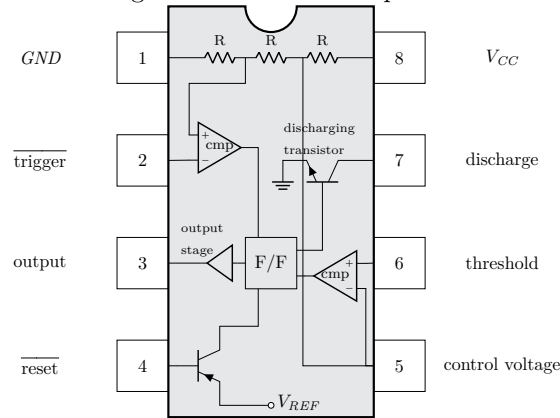 R R R
GND 1 8 V_CC
discharging
+
cmp
transistor
trigger 2 − 7 discharge
output
stage
output 3 F/F + 6 threshold
cmp
−
reset 4 5 control voltage
V_REF